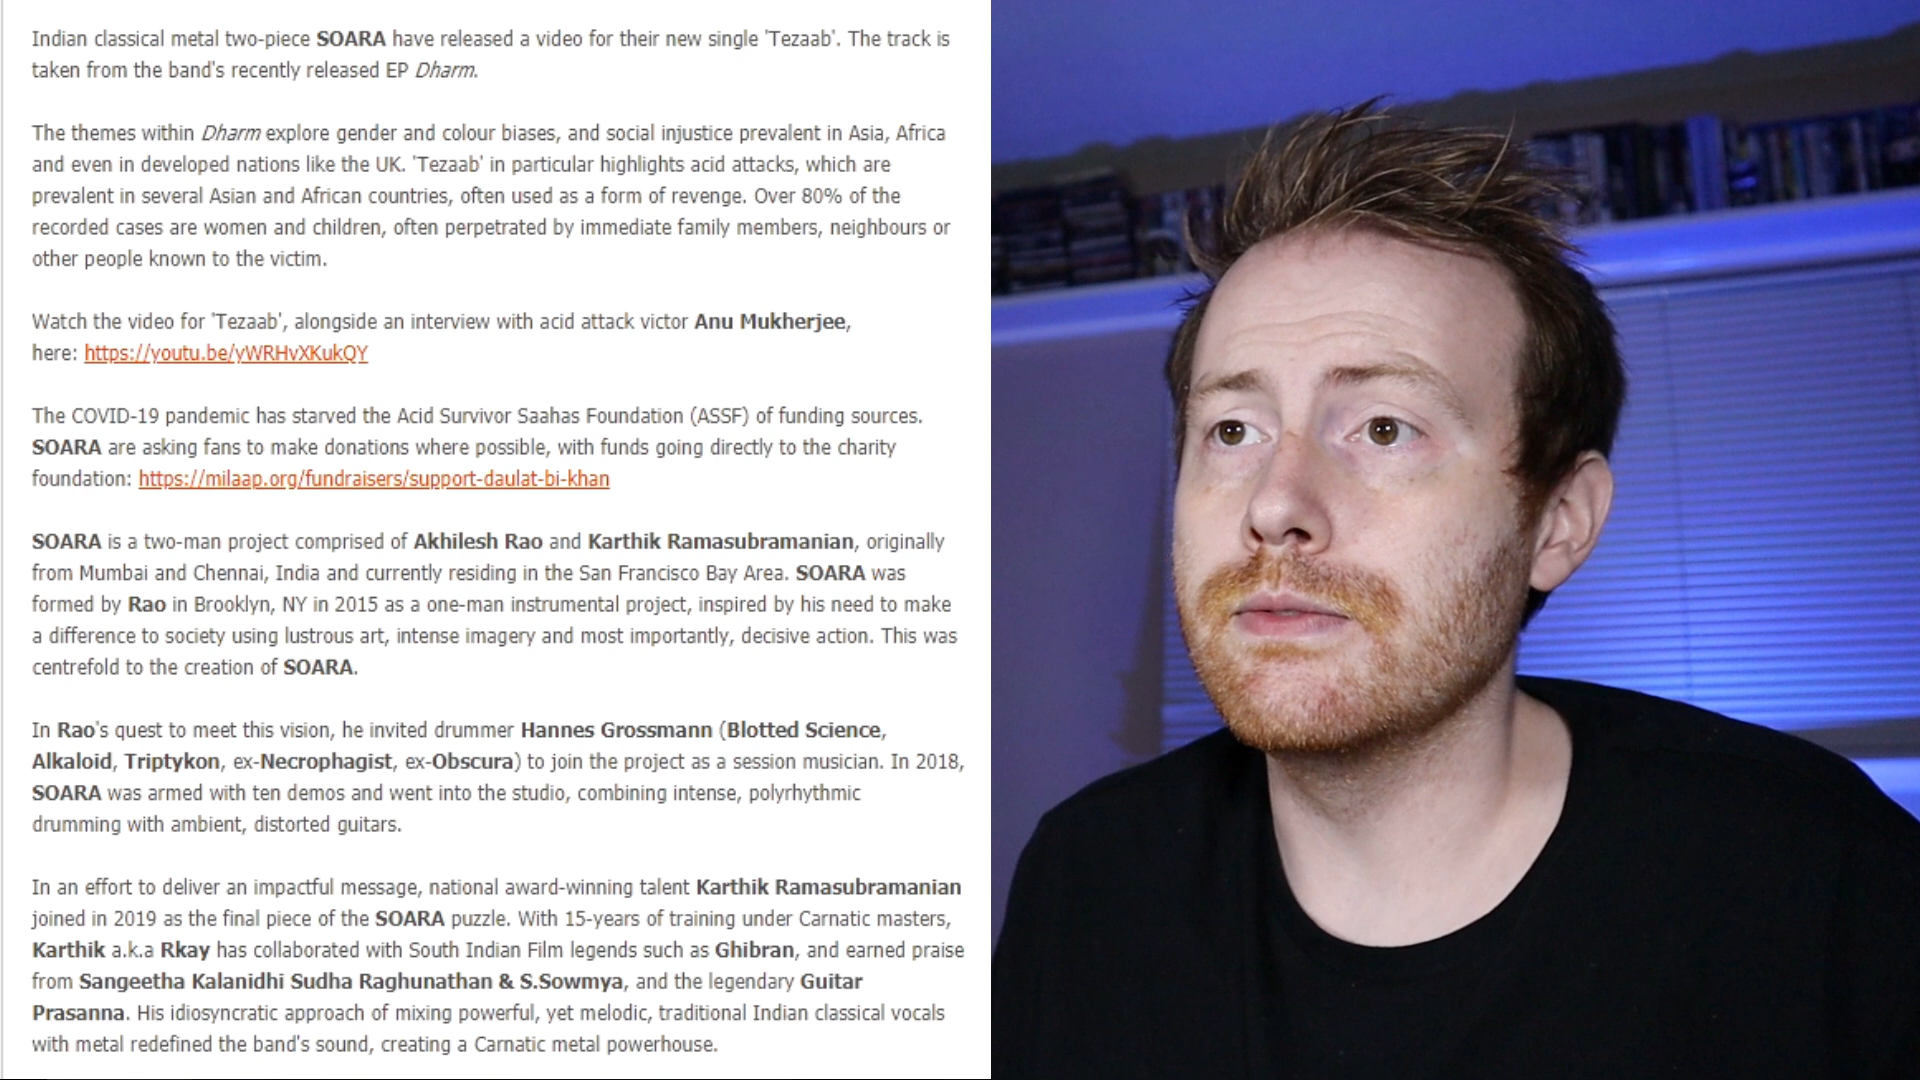 Indian classical metal two-piece SOARA have released a video for their new single 'Tezaab'. The track is
taken from the band's recently released EP Dharm.
The themes within Dharm explore gender and colour biases, and social injustice prevalent in Asia, Africa
and even in developed nations like the UK. 'Tezaab' in particular highlights acid attacks, which are
prevalent in several Asian and African countries, often used as a form of revenge. Over 80% of the
recorded cases are women and children, often perpetrated by immediate family members, neighbours or
other people known to the victim.
Watch the video for 'Tezaab', alongside an interview with acid attack victor Anu Mukherjee,
here: https://youtu.be/yWRHvXKukQY
The COVID-19 pandemic has starved the Acid Survivor Saahas Foundation (ASSF) of funding sources.
SOARA are asking fans to make donations where possible, with funds going directly to the charity
foundation: https://milaap.org/fundraisers/support-daulat-bi-khan
SOARA is a two-man project comprised of Akhilesh Rao and Karthik Ramasubramanian, originally
from Mumbai and Chennai, India and currently residing in the San Francisco Bay Area. SOARA was
formed by Rao in Brooklyn, NY in 2015 as a one-man instrumental project, inspired by his need to make
a difference to society using lustrous art, intense imagery and most importantly, decisive action. This was
centrefold to the creation of SOARA.
In Rao's quest to meet this vision, he invited drummer Hannes Grossmann (Blotted Science,
Alkaloid, Triptykon, ex-Necrophagist, ex-Obscura) to join the project as a session musician. In 2018,
SOARA was armed with ten demos and went into the studio, combining intense, polyrhythmic
drumming with ambient, distorted guitars.
In an effort to deliver an impactful message, national award-winning talent Karthik Ramasubramanian
joined in 2019 as the final piece of the SOARA puzzle. With 15-years of training under Carnatic masters,
Karthik a.k.a Rkay has collaborated with South Indian Film legends such as Ghibran, and earned praise
from Sangeetha Kalanidhi Sudha Raghunathan & S.Sowmya, and the legendary Guitar
Prasanna. His idiosyncratic approach of mixing powerful, yet melodic, traditional Indian classical vocals
with metal redefined the band's sound, creating a Carnatic metal powerhouse.